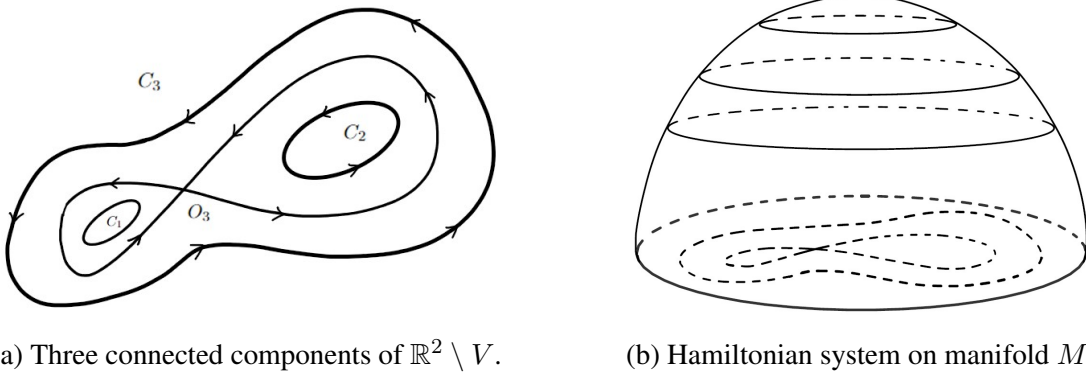 C₃
C₂
C₁
O₃
a) Three connected components of ℝ² \ V.
(b) Hamiltonian system on manifold M